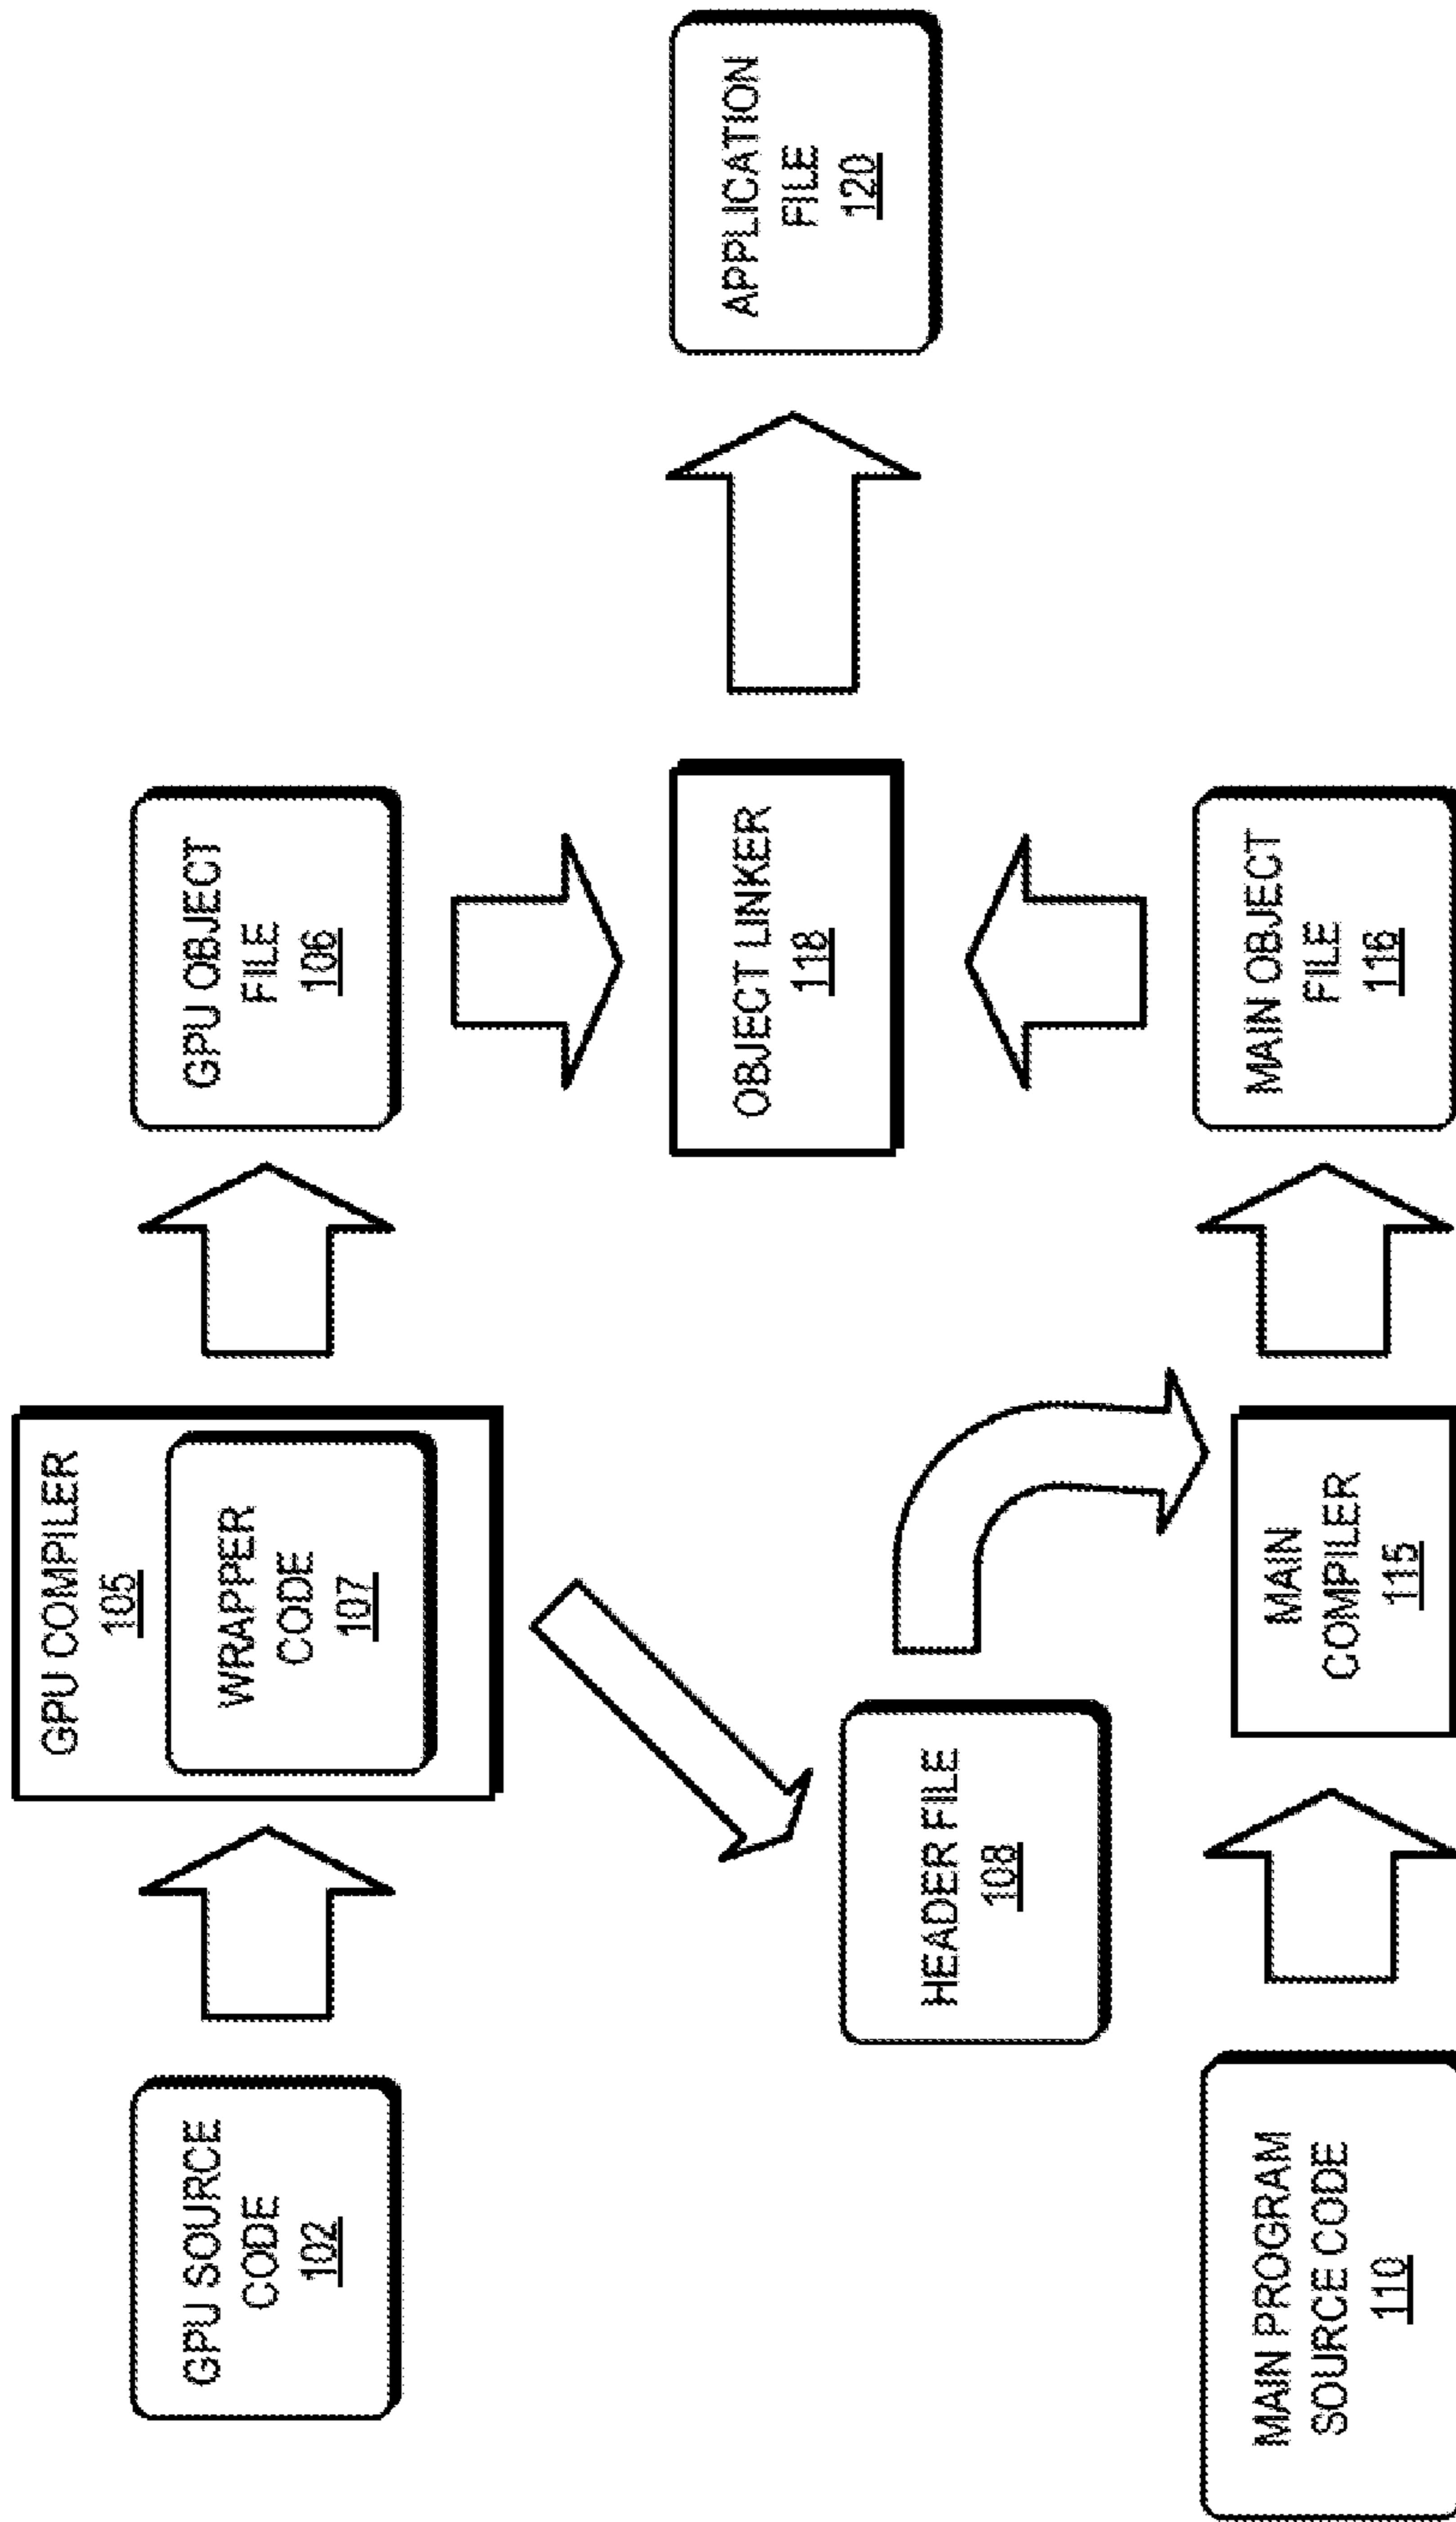 GPU SOURCE
CODE
102
GPU COMPILER
105
WRAPPER
CODE
107
GPU OBJECT
FILE
106
HEADER FILE
108
OBJECT LINKER
118
APPLICATION
FILE
120
MAIN PROGRAM
SOURCE CODE
110
MAIN
COMPILER
115
MAIN OBJECT
FILE
116